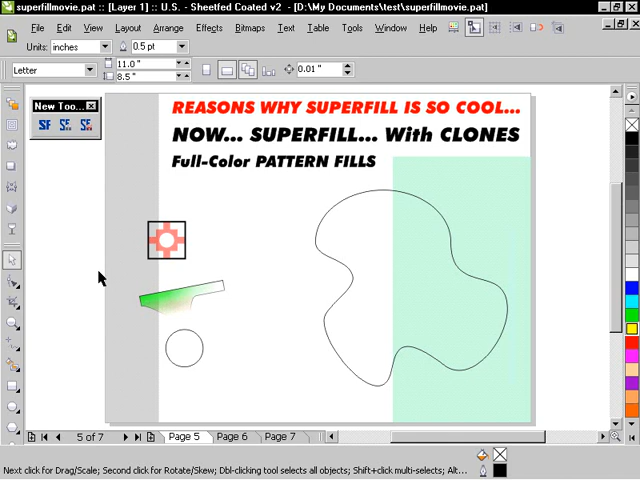 superfillmovie.pat :: [Layer 1] :: U.S. - Sheetfed Coated v2 - [D:\My Documents\test\superfillmovie.pat]
File Edit View Layout Arrange Effects Bitmaps Text Tools Window Help
Units: inches .5 pt
Letter 11.0 " 8.5" 0.01 "
New Too...
SF SF SF
REASONS WHY SUPERFILL IS SO COOL...
NOW... SUPERFILL... With CLONES
Full-Color PATTERN FILLS
5 of 7 Page 5 Page 6 Page 7
Next click for Drag/Scale; Second click for Rotate/Skew; Dbl-clicking tool selects all objects; Shift+click multi-selects; Alt...